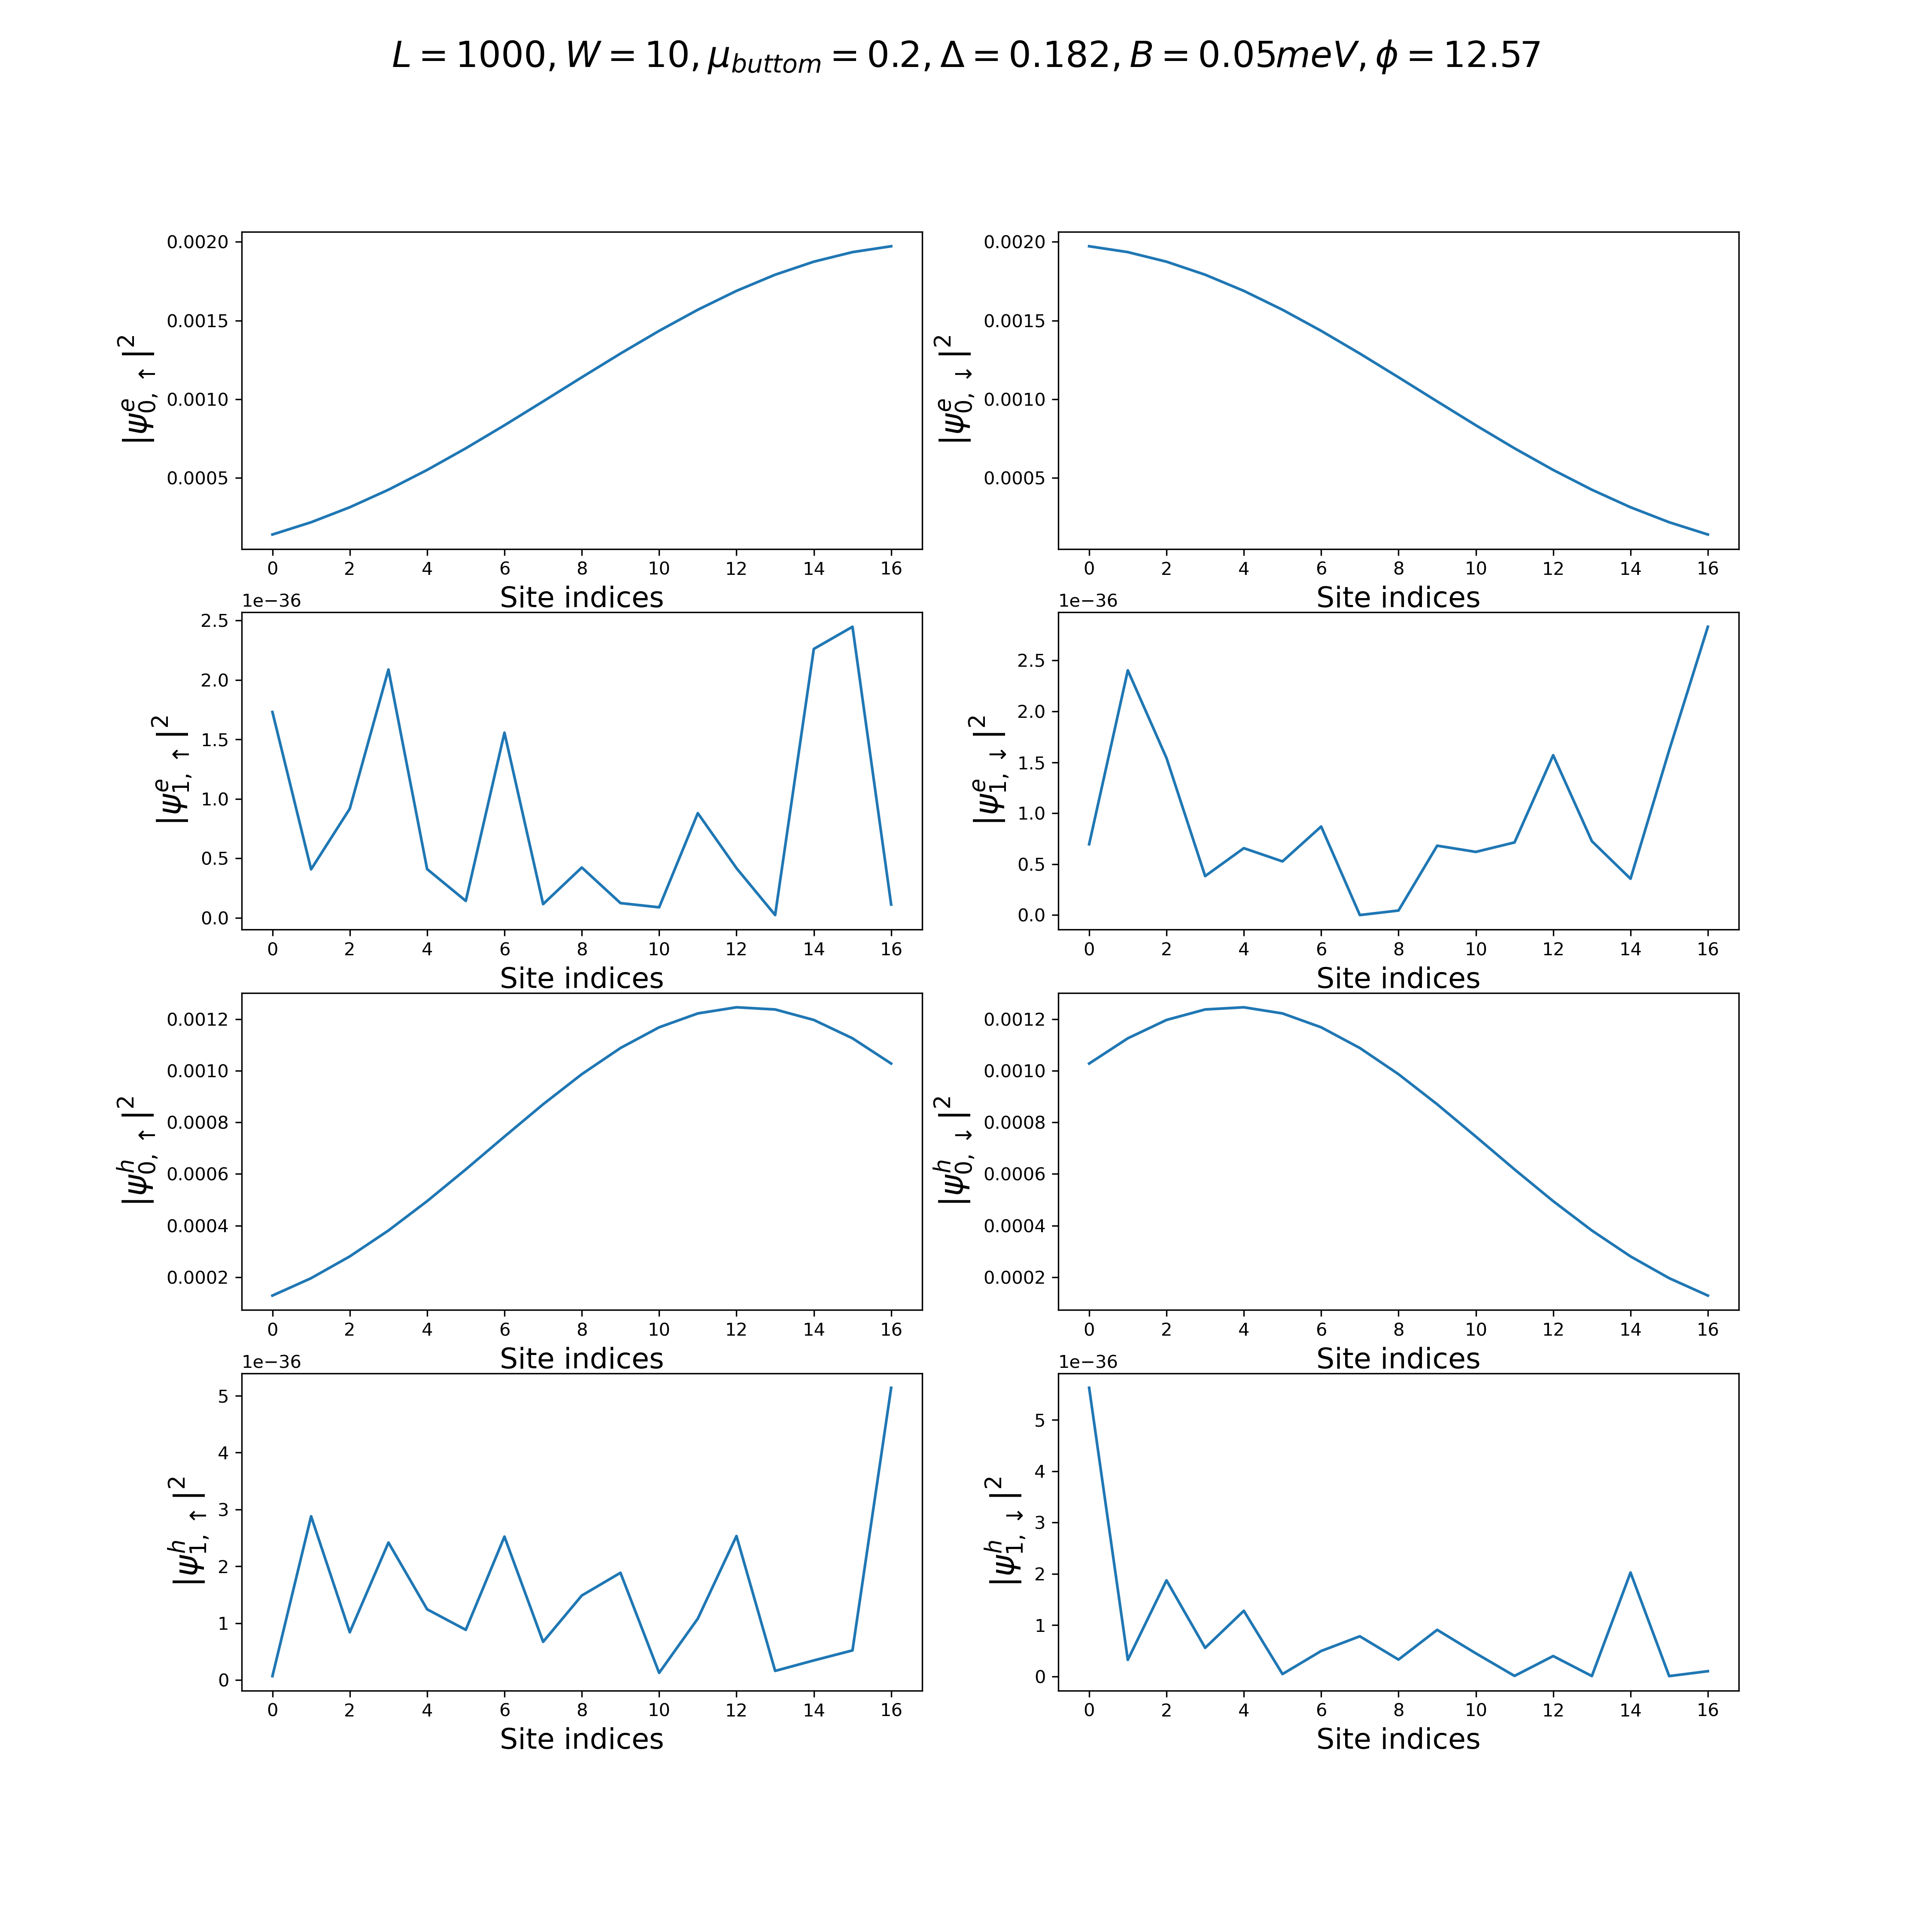 L = 1000, W = 10, μ_buttom = 0.2, Δ = 0.182, B = 0.05meV, ϕ = 12.57
|ψ^e_{0, ↑}|^2
0.0020
0.0015
0.0010
0.0005
0 2 4 6 8 10 12 14 16
Site indices
|ψ^e_{0, ↓}|^2
0.0020
0.0015
0.0010
0.0005
0 2 4 6 8 10 12 14 16
Site indices
1e−36
|ψ^e_{1, ↑}|^2
2.5
2.0
1.5
1.0
0.5
0.0
0 2 4 6 8 10 12 14 16
Site indices
1e−36
|ψ^e_{1, ↓}|^2
2.5
2.0
1.5
1.0
0.5
0.0
0 2 4 6 8 10 12 14 16
Site indices
|ψ^h_{0, ↑}|^2
0.0012
0.0010
0.0008
0.0006
0.0004
0.0002
0 2 4 6 8 10 12 14 16
Site indices
|ψ^h_{0, ↓}|^2
0.0012
0.0010
0.0008
0.0006
0.0004
0.0002
0 2 4 6 8 10 12 14 16
Site indices
1e−36
|ψ^h_{1, ↑}|^2
5
4
3
2
1
0
0 2 4 6 8 10 12 14 16
Site indices
1e−36
|ψ^h_{1, ↓}|^2
5
4
3
2
1
0
0 2 4 6 8 10 12 14 16
Site indices